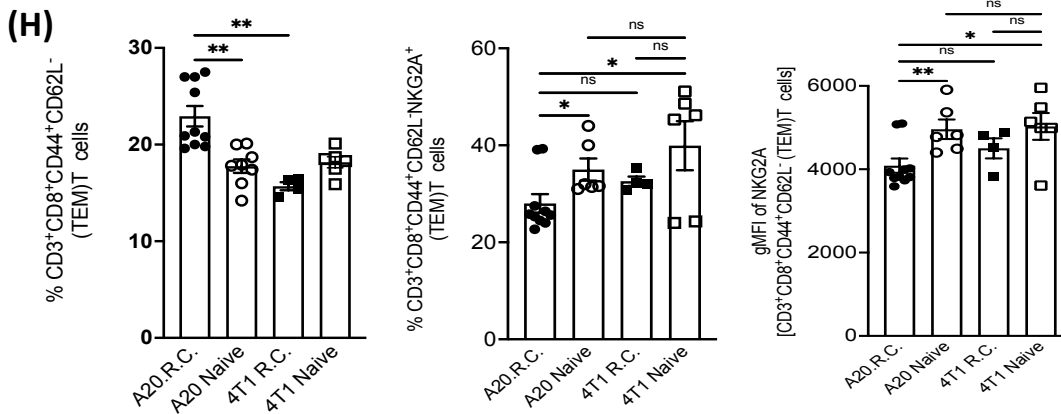 (H)
% CD3⁺CD8⁺CD44⁺CD62L-
(TEM)T cells
30
20
10
0
**
**
A20.R.C.
A20 Naive
4T1 R.C.
4T1 Naive
% CD3⁺CD8⁺CD44⁺CD62L⁻NKG2A⁺
(TEM)T cells
60
40
20
0
ns
ns
*
ns
*
A20.R.C.
A20 Naive
4T1 R.C.
4T1 Naive
gMFI of NKG2A
[CD3⁺CD8⁺CD44⁺CD62L⁻ (TEM)T cells]
6000
4000
2000
0
ns
ns
*
ns
**
A20.R.C.
A20 Naive
4T1 R.C.
4T1 Naive